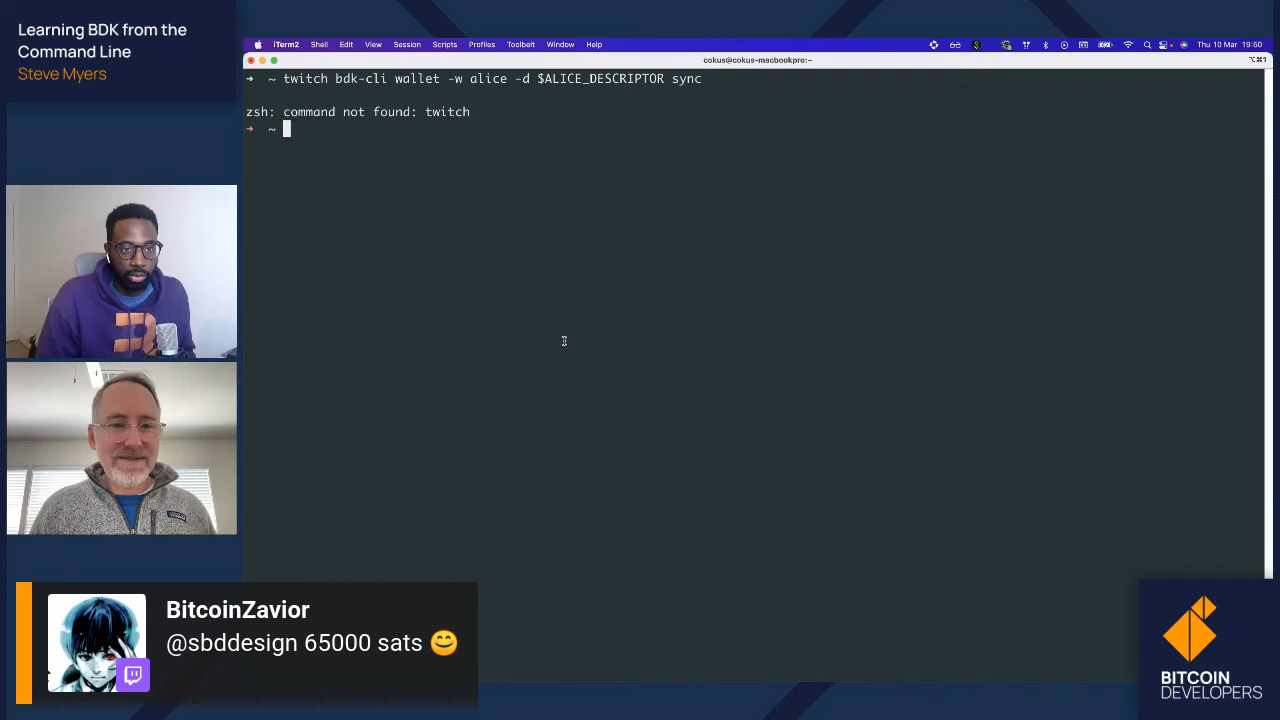 Learning BDK from the
Command Line
Steve Myers
iTerm2 Shell Edit View Session Scripts Profiles Toolbelt Window Help
Thu 10 Mar 19:50
cokus@cokus-macbookpro:~
⌥⌘1
➜ ~ twitch bdk-cli wallet -w alice -d $ALICE_DESCRIPTOR sync
zsh: command not found: twitch
➜ ~
BitcoinZavior
@sbddesign 65000 sats 😊
BITCOIN
DEVELOPERS